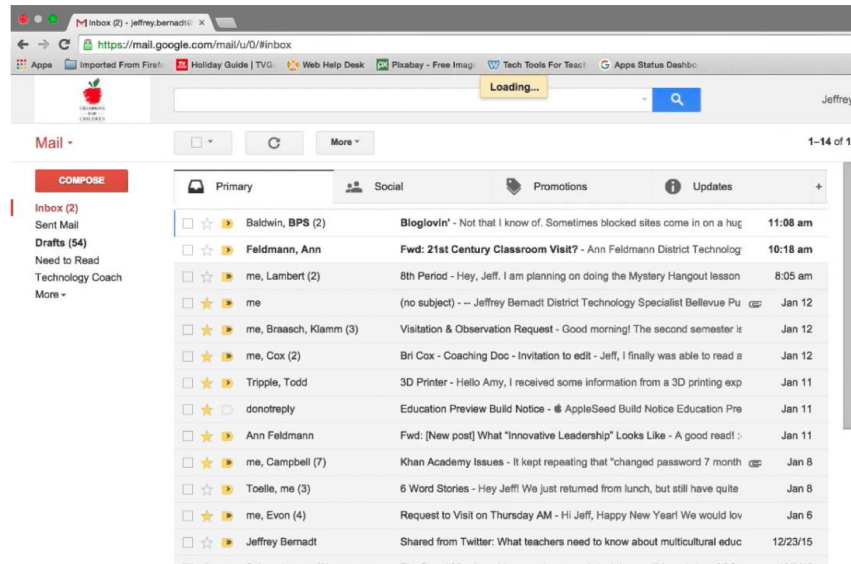 Inbox (2) - jeffrey.bernadt@
https://mail.google.com/mail/u/0/#inbox
Apps Imported From Firefo Holiday Guide | TVG Web Help Desk Pixabay - Free Image Tech Tools For Teach Apps Status Dashbo
Loading...
CHAMPIONS
FOR
CHILDREN
Jeffrey
Mail
More
1–14 of 1
COMPOSE
Inbox (2)
Sent Mail
Drafts (54)
Need to Read
Technology Coach
More
Primary Social Promotions Updates +
Baldwin, BPS (2) Bloglovin' - Not that I know of. Sometimes blocked sites come in on a hug 11:08 am
Feldmann, Ann Fwd: 21st Century Classroom Visit? - Ann Feldmann District Technolog 10:18 am
me, Lambert (2) 8th Period - Hey, Jeff. I am planning on doing the Mystery Hangout lesson 8:05 am
me (no subject) - -- Jeffrey Bernadt District Technology Specialist Bellevue Pu Jan 12
me, Braasch, Klamm (3) Visitation & Observation Request - Good morning! The second semester is Jan 12
me, Cox (2) Bri Cox - Coaching Doc - Invitation to edit - Jeff, I finally was able to read a Jan 12
Tripple, Todd 3D Printer - Hello Amy, I received some information from a 3D printing exp Jan 11
donotreply Education Preview Build Notice - AppleSeed Build Notice Education Pre Jan 11
Ann Feldmann Fwd: [New post] What "Innovative Leadership" Looks Like - A good read! :- Jan 11
me, Campbell (7) Khan Academy Issues - It kept repeating that "changed password 7 month Jan 8
Toelle, me (3) 6 Word Stories - Hey Jeff! We just returned from lunch, but still have quite Jan 8
me, Evon (4) Request to Visit on Thursday AM - Hi Jeff, Happy New Year! We would lov Jan 6
Jeffrey Bernadt Shared from Twitter: What teachers need to know about multicultural educ 12/23/15